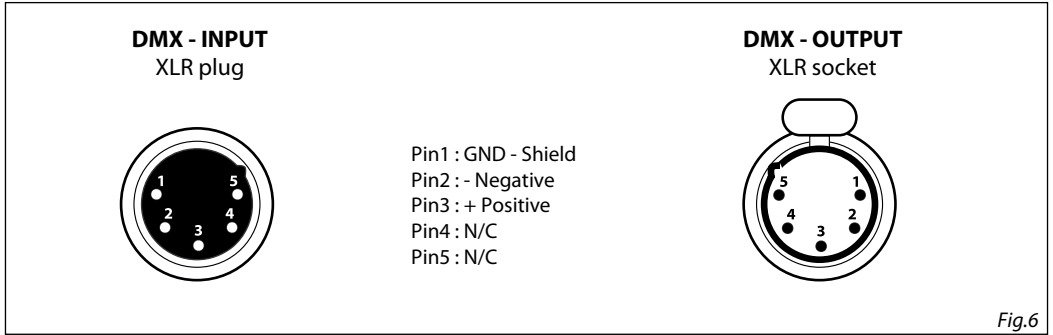 DMX - INPUT
XLR plug
DMX - OUTPUT
XLR socket
1
5
2
4
3
Pin1 : GND - Shield
Pin2 : - Negative
Pin3 : + Positive
Pin4 : N/C
Pin5 : N/C
5
1
4
2
3
Fig.6